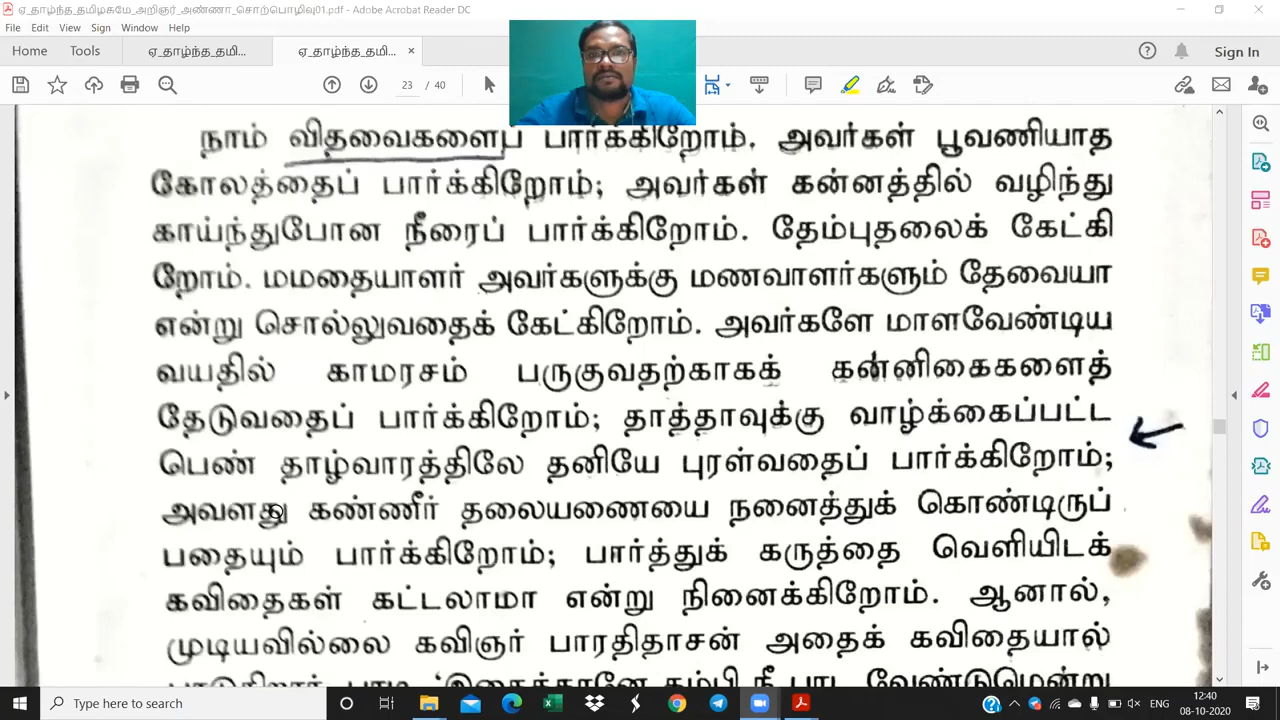 ஏ_தாழ்ந்த_தமிழகமே_அறிஞர்_அண்ணா_சொற்பொழிவு01.pdf - Adobe Acrobat Reader DC
File Edit View Sign Window Help
Home Tools ஏ_தாழ்ந்த_தமி... ஏ_தாழ்ந்த_தமி... × Sign In
23 / 40
நாம் விதவைகளைப் பார்க்கிறோம். அவர்கள் பூவணியாத
கோலத்தைப் பார்க்கிறோம்; அவர்கள் கன்னத்தில் வழிந்து
காய்ந்துபோன நீரைப் பார்க்கிறோம். தேம்புதலைக் கேட்கி
றோம். மமதையாளர் அவர்களுக்கு மணவாளர்களும் தேவையா
என்று சொல்லுவதைக் கேட்கிறோம். அவர்களே மாளவேண்டிய
வயதில் காமரசம் பருகுவதற்காகக் கன்னிகைகளைத்
தேடுவதைப் பார்க்கிறோம்; தாத்தாவுக்கு வாழ்க்கைப்பட்ட
பெண் தாழ்வாரத்திலே தனியே புரள்வதைப் பார்க்கிறோம்;
அவளது கண்ணீர் தலையணையை நனைத்துக் கொண்டிருப்
பதையும் பார்க்கிறோம்; பார்த்துக் கருத்தை வெளியிடக்
கவிதைகள் கட்டலாமா என்று நினைக்கிறோம். ஆனால்,
முடியவில்லை கவிஞர் பாரதிதாசன் அதைக் கவிதையால்
தம்பி நீ பாட வேண்டுமென்று
Type here to search
12:40
08-10-2020